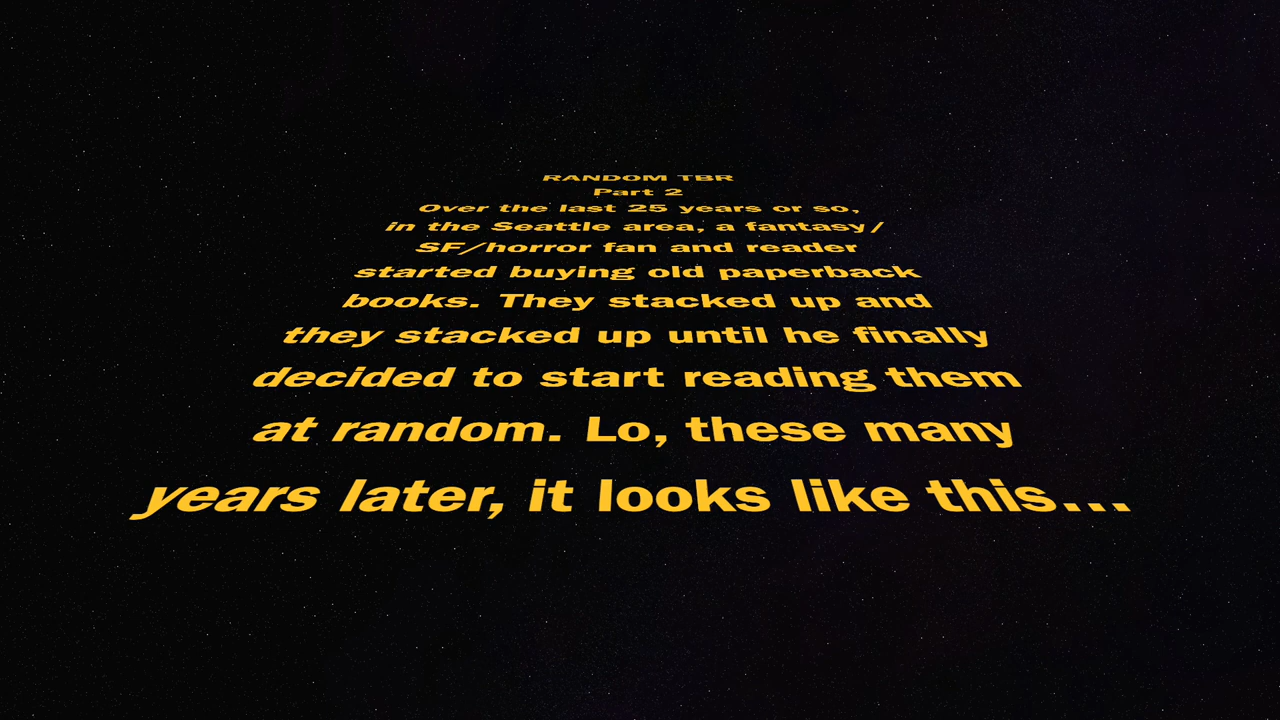 RANDOM TBR
Part 2
Over the last 25 years or so,
in the Seattle area, a fantasy/
SF/horror fan and reader
started buying old paperback
books. They stacked up and
they stacked up until he finally
decided to start reading them
at random. Lo, these many
years later, it looks like this...